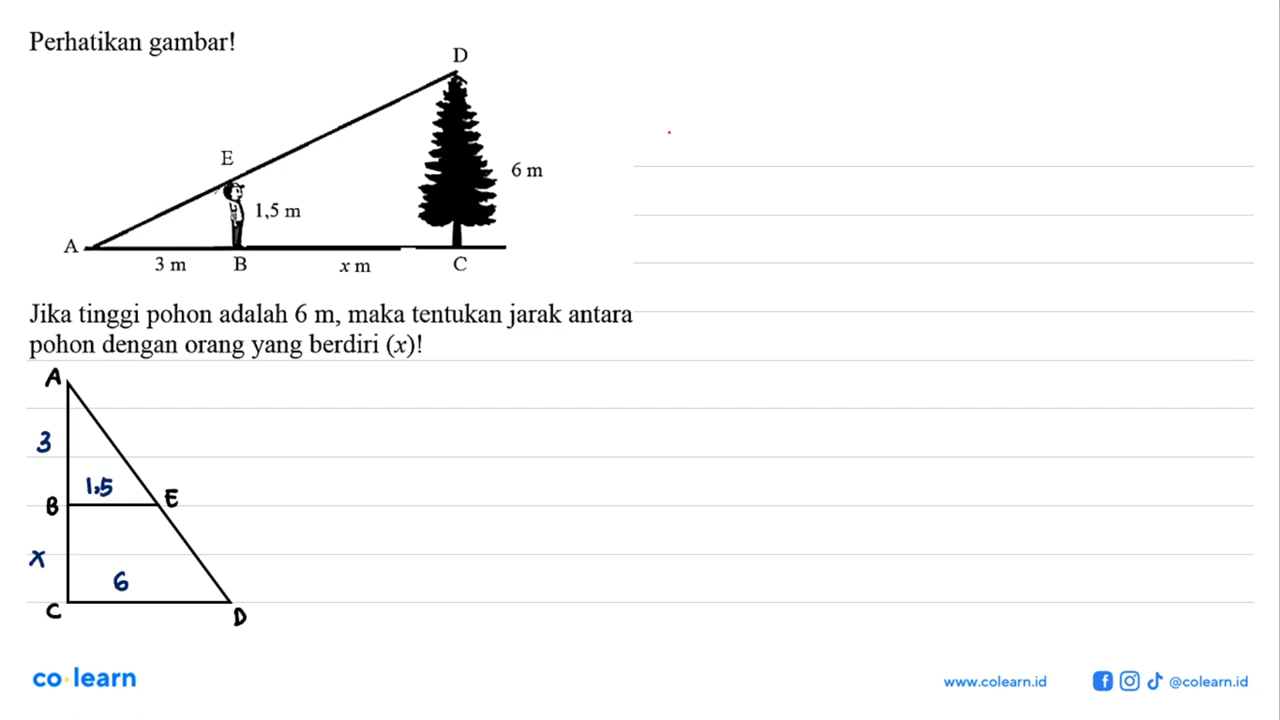 Perhatikan gambar!
D
E
6 m
1,5 m
A
3 m B x m C
Jika tinggi pohon adalah 6 m, maka tentukan jarak antara
pohon dengan orang yang berdiri (x)!
A
3
1,5
B E
x
6
C D
co learn
www.colearn.id @colearn.id